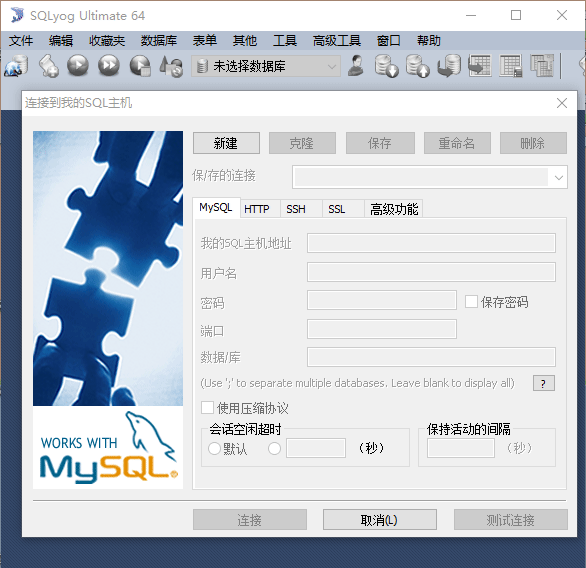 SQLyog Ultimate 64
文件 编辑 收藏夹 数据库 表单 其他 工具 高级工具 窗口 帮助
未选择数据库
连接到我的SQL主机
新建 克隆 保存 重命名 删除
保/存的连接
MySQL HTTP SSH SSL 高级功能
我的SQL主机地址
用户名
密码 保存密码
端口
数据/库
(Use ';' to separate multiple databases. Leave blank to display all) ?
使用压缩协议
会话空闲超时 保持活动的间隔
默认 （秒） （秒）
WORKS WITH
MySQL®
连接 取消(L) 测试连接